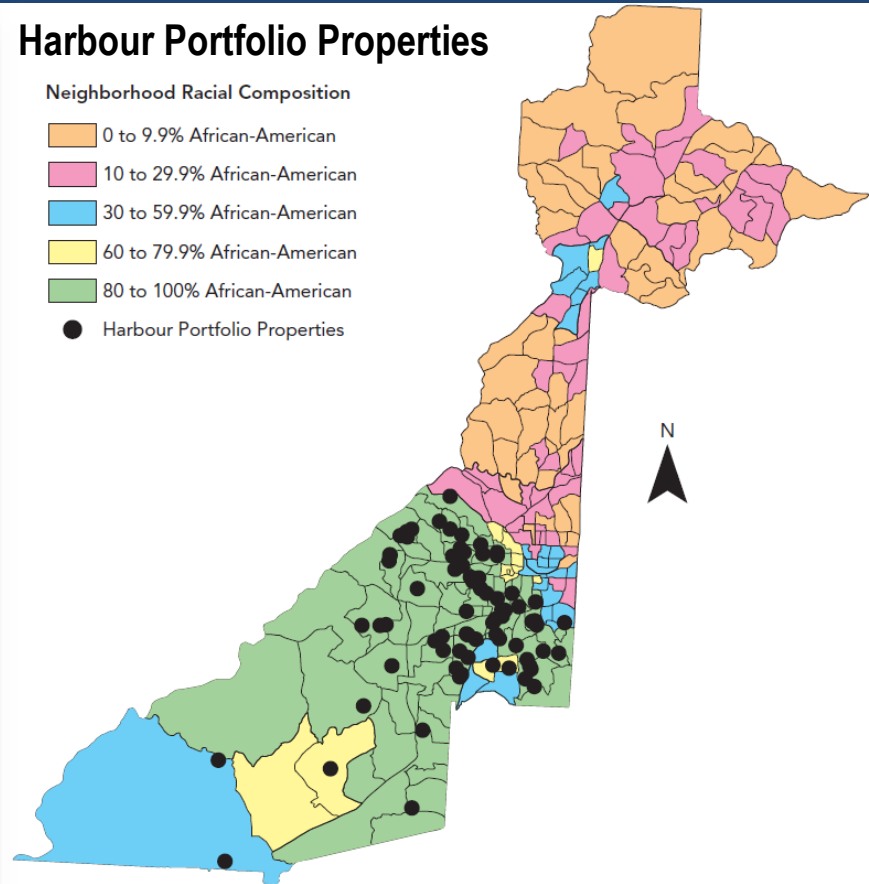 Harbour Portfolio Properties
Neighborhood Racial Composition
0 to 9.9% African-American
10 to 29.9% African-American
30 to 59.9% African-American
60 to 79.9% African-American
80 to 100% African-American
Harbour Portfolio Properties
N